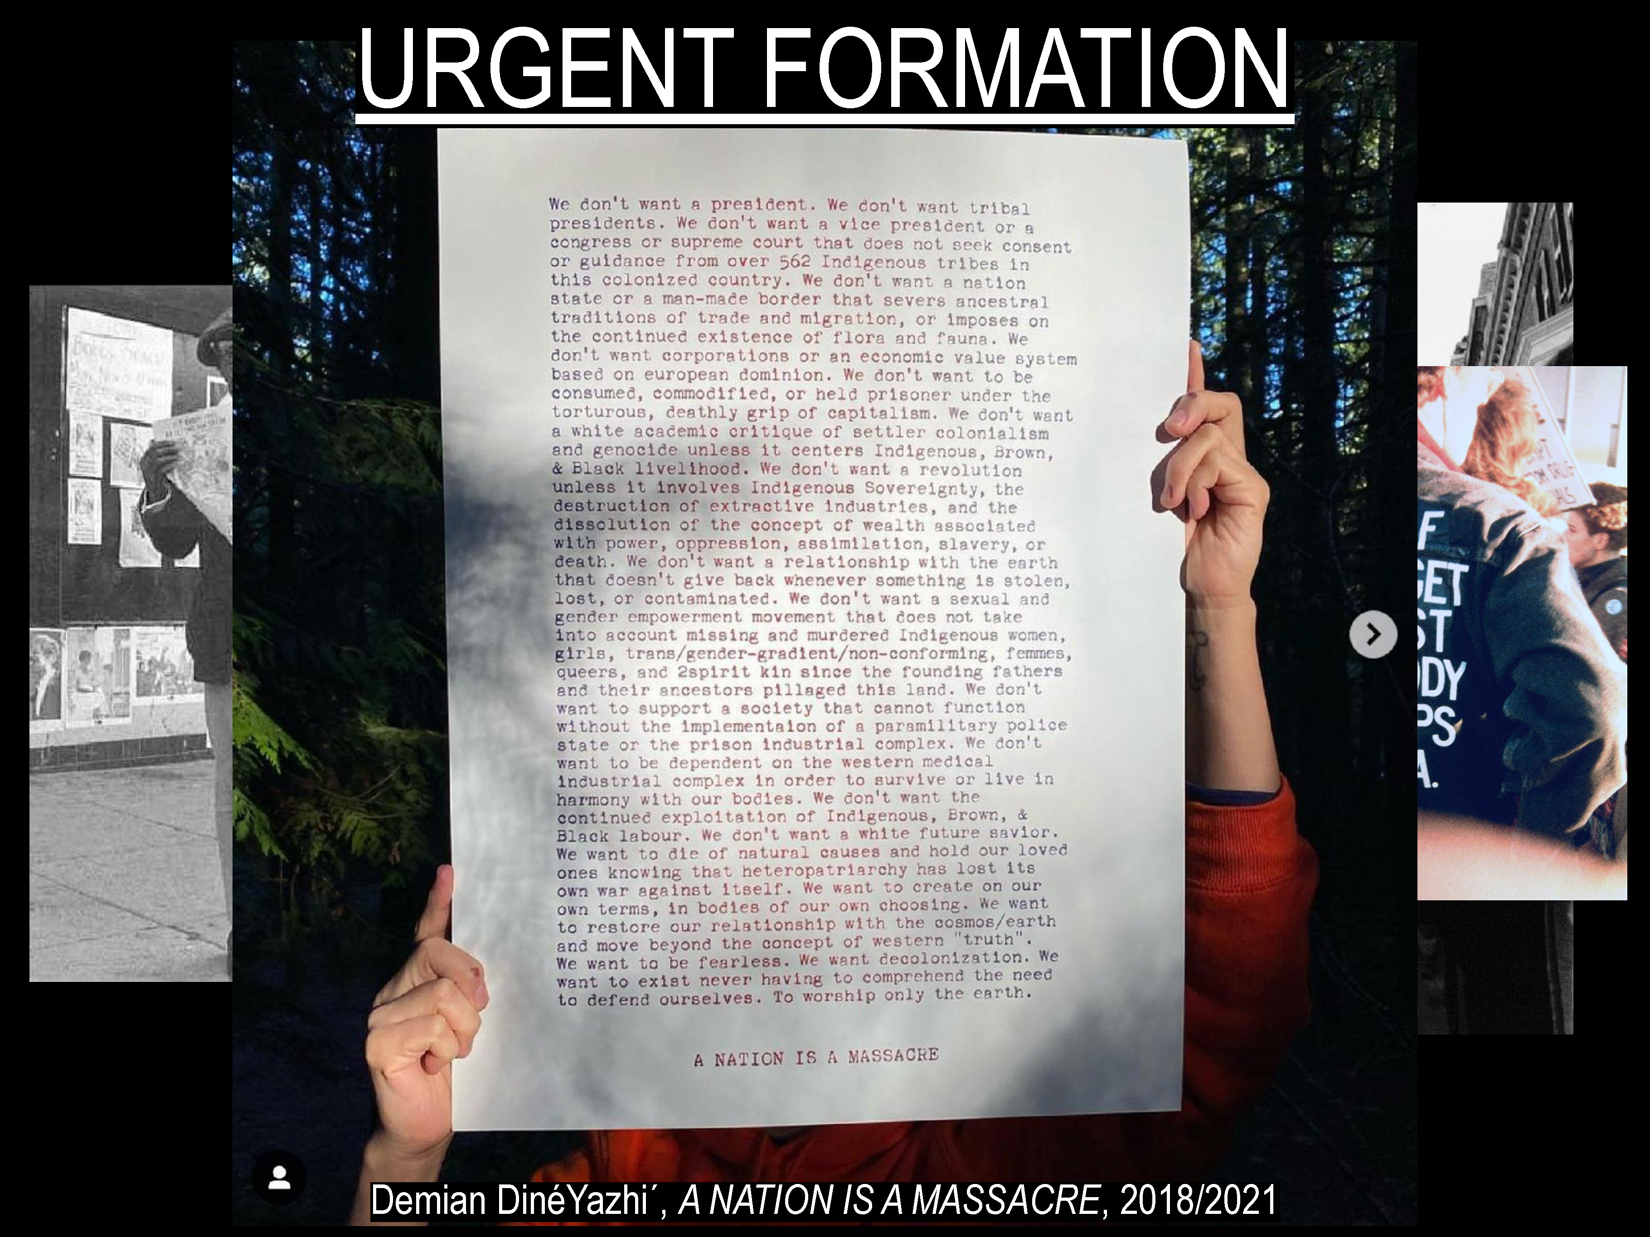 URGENT FORMATION
We don't want a president. We don't want tribal
presidents. We don't want a vice president or a
congress or supreme court that does not seek consent
or guidance from over 562 Indigenous tribes in
this colonized country. We don't want a nation
state or a man-made border that severs ancestral
traditions of trade and migration, or imposes on
the continued existence of flora and fauna. We
don't want corporations or an economic value system
based on european dominion. We don't want to be
consumed, commodified, or held prisoner under the
torturous, deathly grip of capitalism. We don't want
a white academic critique of settler colonialism
and genocide unless it centers Indigenous, Brown,
& Black livelihood. We don't want a revolution
unless it involves Indigenous Sovereignty, the
destruction of extractive industries, and the
dissolution of the concept of wealth associated
with power, oppression, assimilation, slavery, or
death. We don't want a relationship with the earth
that doesn't give back whenever something is stolen,
lost, or contaminated. We don't want a sexual and
gender empowerment movement that does not take
into account missing and murdered Indigenous women,
girls, trans/gender-gradient/non-conforming, femmes,
queers, and 2spirit kin since the founding fathers
and their ancestors pillaged this land. We don't
want to support a society that cannot function
without the implementaion of a paramilitary police
state or the prison industrial complex. We don't
want to be dependent on the western medical
industrial complex in order to survive or live in
harmony with our bodies. We don't want the
continued exploitation of Indigenous, Brown, &
Black labour. We don't want a white future savior.
We want to die of natural causes and hold our loved
ones knowing that heteropatriarchy has lost its
own war against itself. We want to create on our
own terms, in bodies of our own choosing. We want
to restore our relationship with the cosmos/earth
and move beyond the concept of western "truth".
We want to be fearless. We want decolonization. We
want to exist never having to comprehend the need
to defend ourselves. To worship only the earth.
A NATION IS A MASSACRE
F
GET
ST
DY
PS
A.
Demian DinéYazhi´, A NATION IS A MASSACRE, 2018/2021